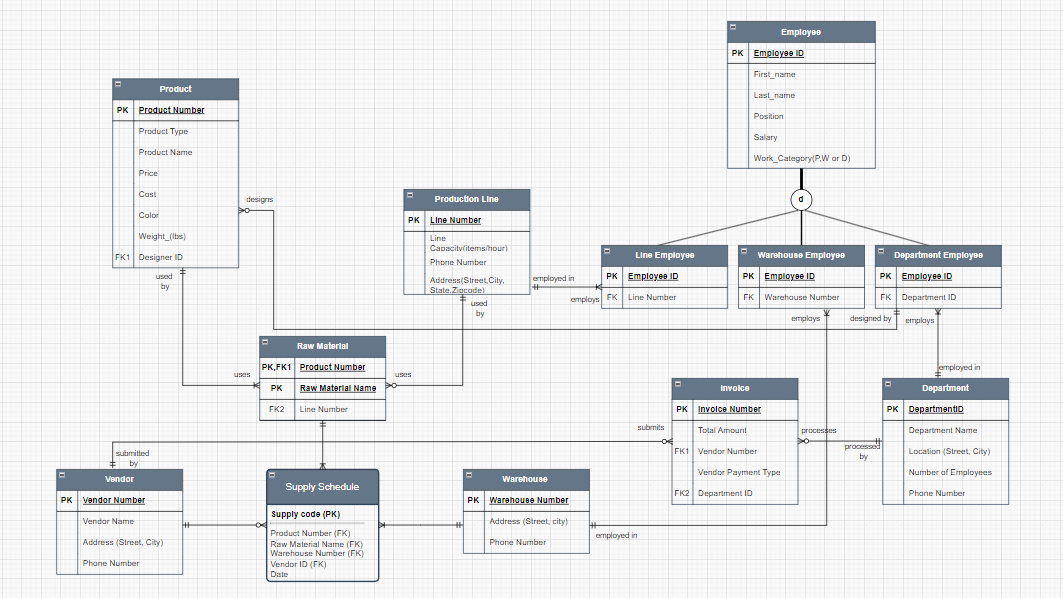 Employee
PK Employee ID
First_name
Last_name
Position
Salary
Work_Category(P,W or D)
d
Product
PK Product Number
Product Type
Product Name
Price
Cost
Color
Weight_(lbs)
FK1 Designer ID
designs
used
by
Production Line
PK Line Number
Line
Capacity(items/hour)
Phone Number
Address(Street,City,
State,Zipcode)
employed in
employs
used
by
Line Employee
PK Employee ID
FK Line Number
Warehouse Employee
PK Employee ID
FK Warehouse Number
Department Employee
PK Employee ID
FK Department ID
employs
designed by
employs
employed in
Raw Material
PK,FK1 Product Number
PK Raw Material Name
FK2 Line Number
uses
uses
Invoice
PK Invoice Number
Total Amount
FK1 Vendor Number
Vendor Payment Type
FK2 Department ID
submits
processes
processed
by
Department
PK DepartmentID
Department Name
Location (Street, City)
Number of Employees
Phone Number
submitted
by
Vendor
PK Vendor Number
Vendor Name
Address (Street, City)
Phone Number
Supply Schedule
Supply code (PK)
Product Number (FK)
Raw Material Name (FK)
Warehouse Number (FK)
Vendor ID (FK)
Date
Warehouse
PK Warehouse Number
Address (Street, city)
Phone Number
employed in